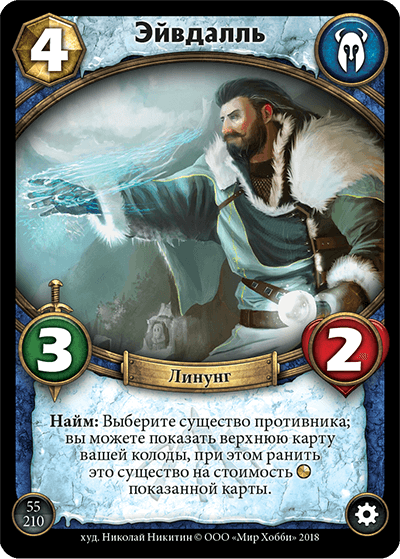 4
Эйвдалль
3
Линунг
2
Найм: Выберите существо противника;
вы можете показать верхнюю карту
вашей колоды, при этом ранить
это существо на стоимость
показанной карты.
55
210
худ. Николай Никитин © ООО «Мир Хобби» 2018